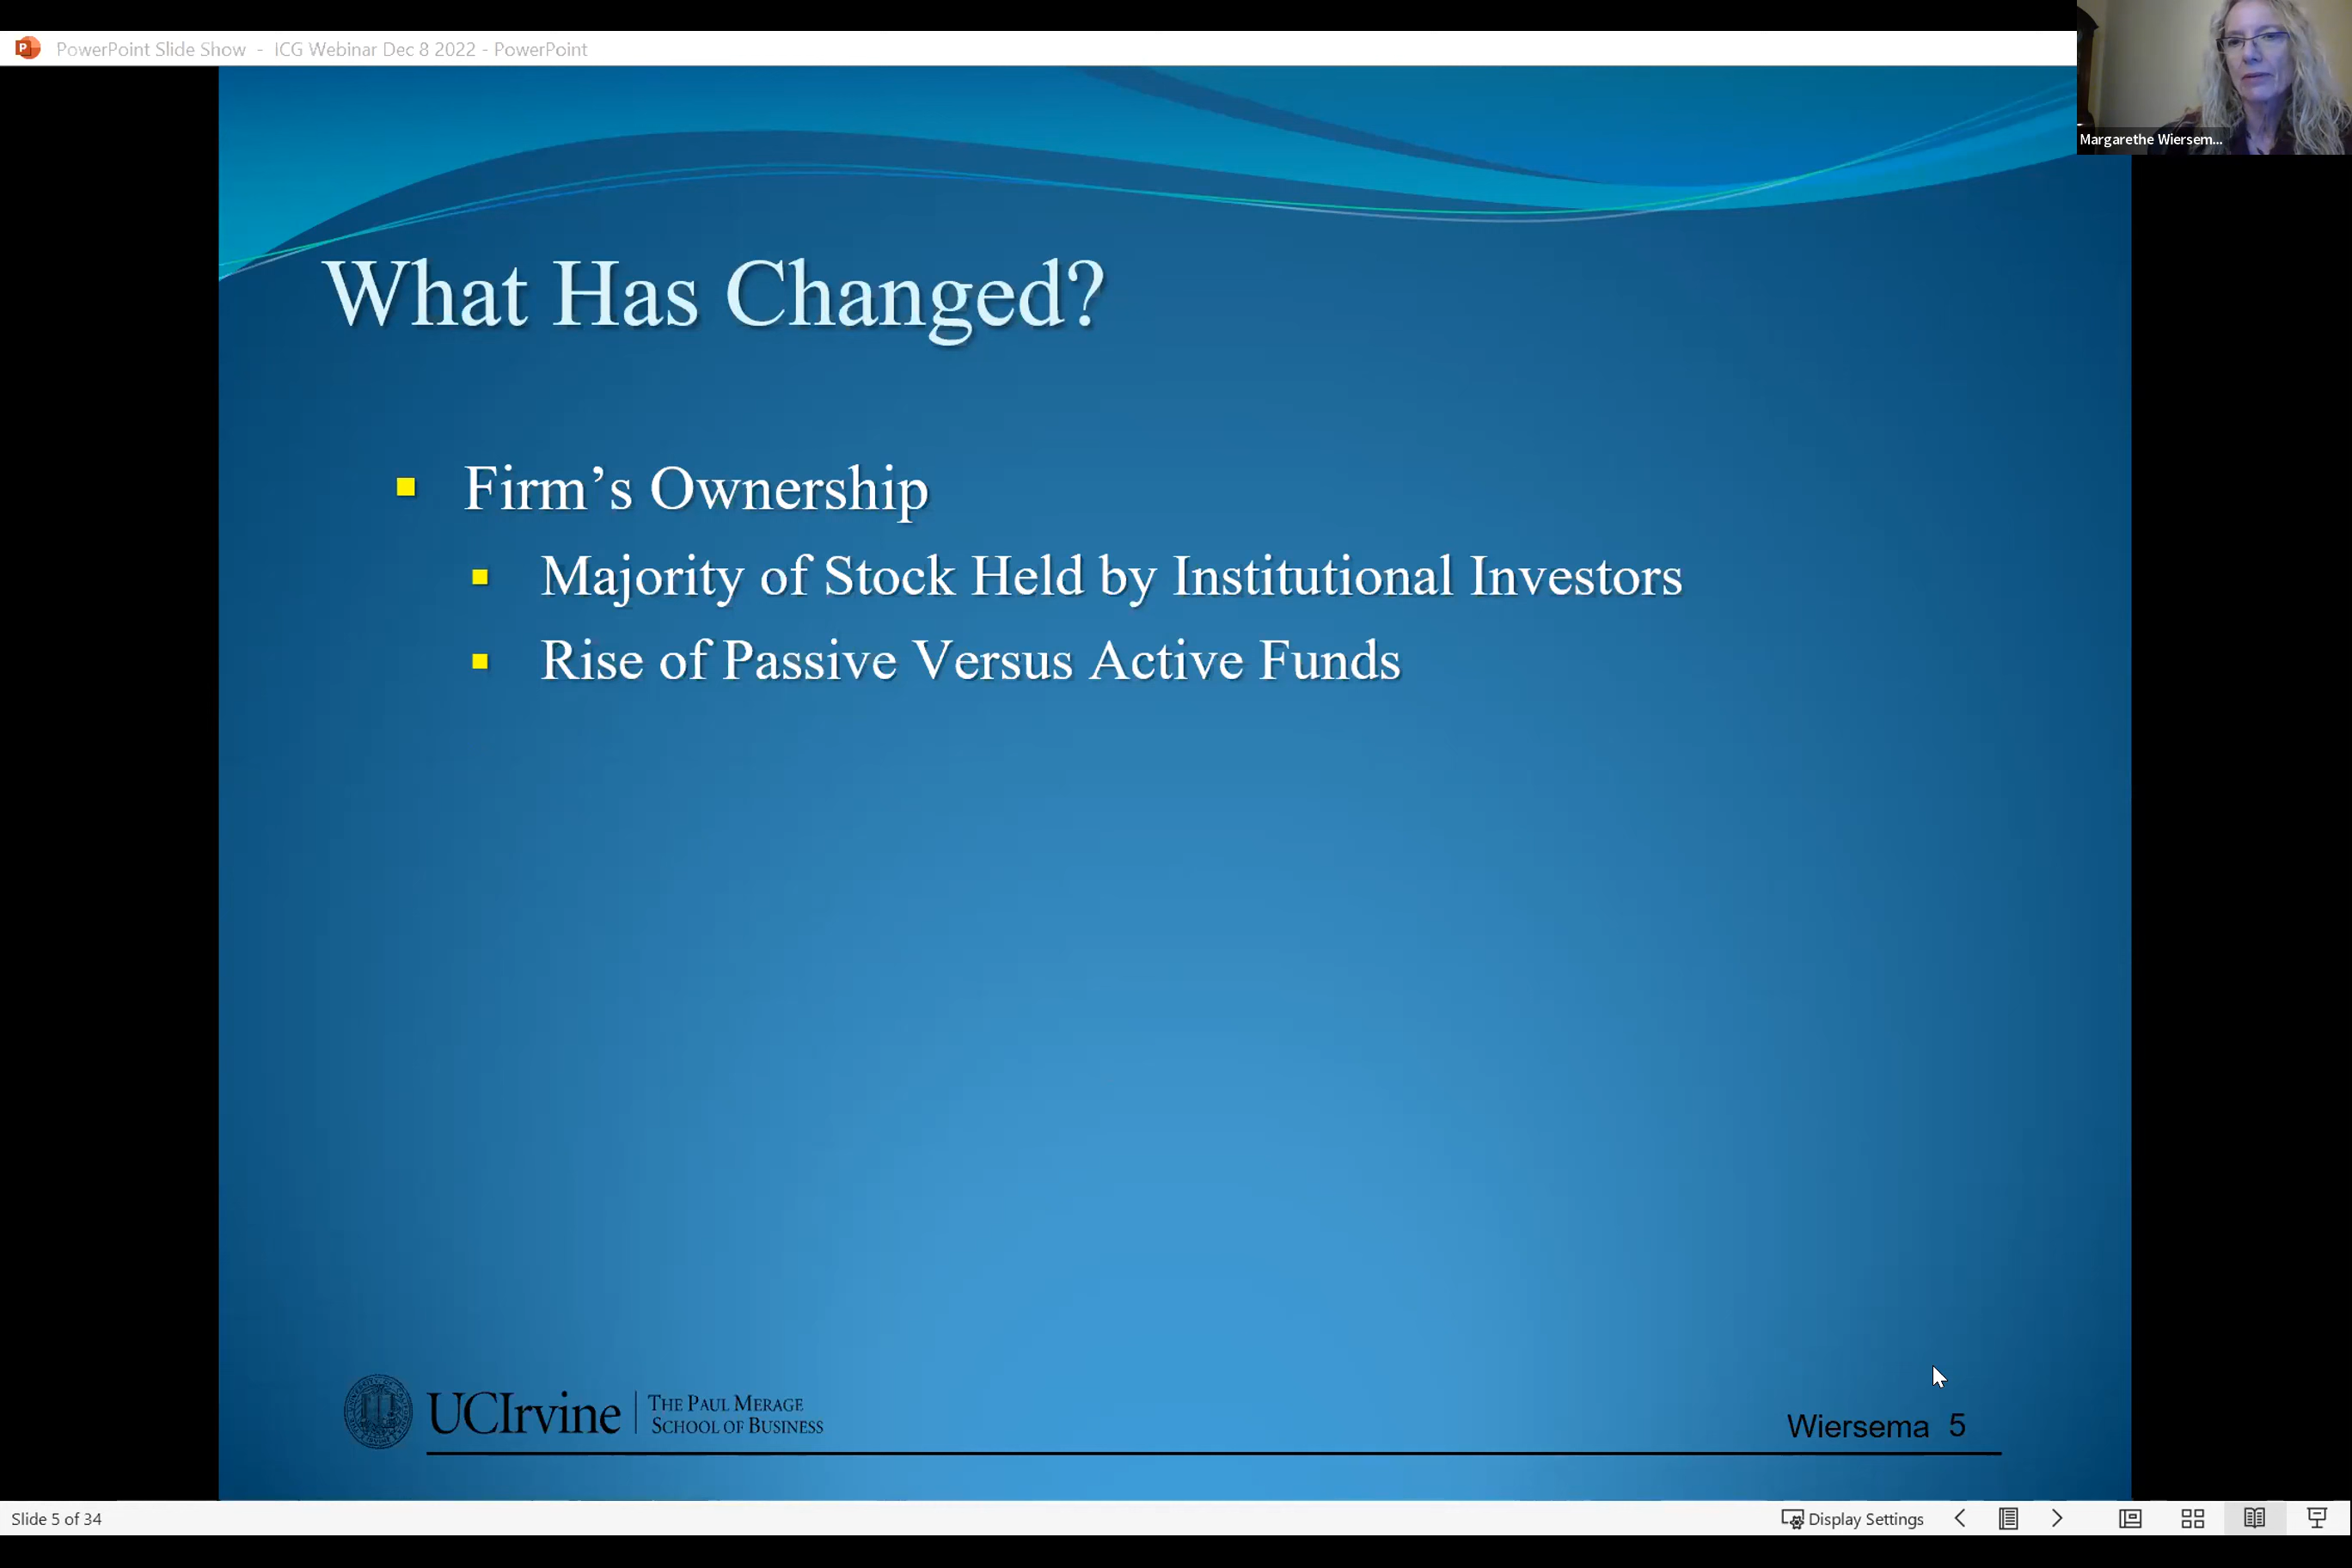 PowerPoint Slide Show - ICG Webinar Dec 8 2022 - PowerPoint
Margarethe Wiersem...
What Has Changed?
Firm’s Ownership
Majority of Stock Held by Institutional Investors
Rise of Passive Versus Active Funds
UCIrvine
THE PAUL MERAGE
SCHOOL OF BUSINESS
Wiersema 5
Slide 5 of 34
Display Settings